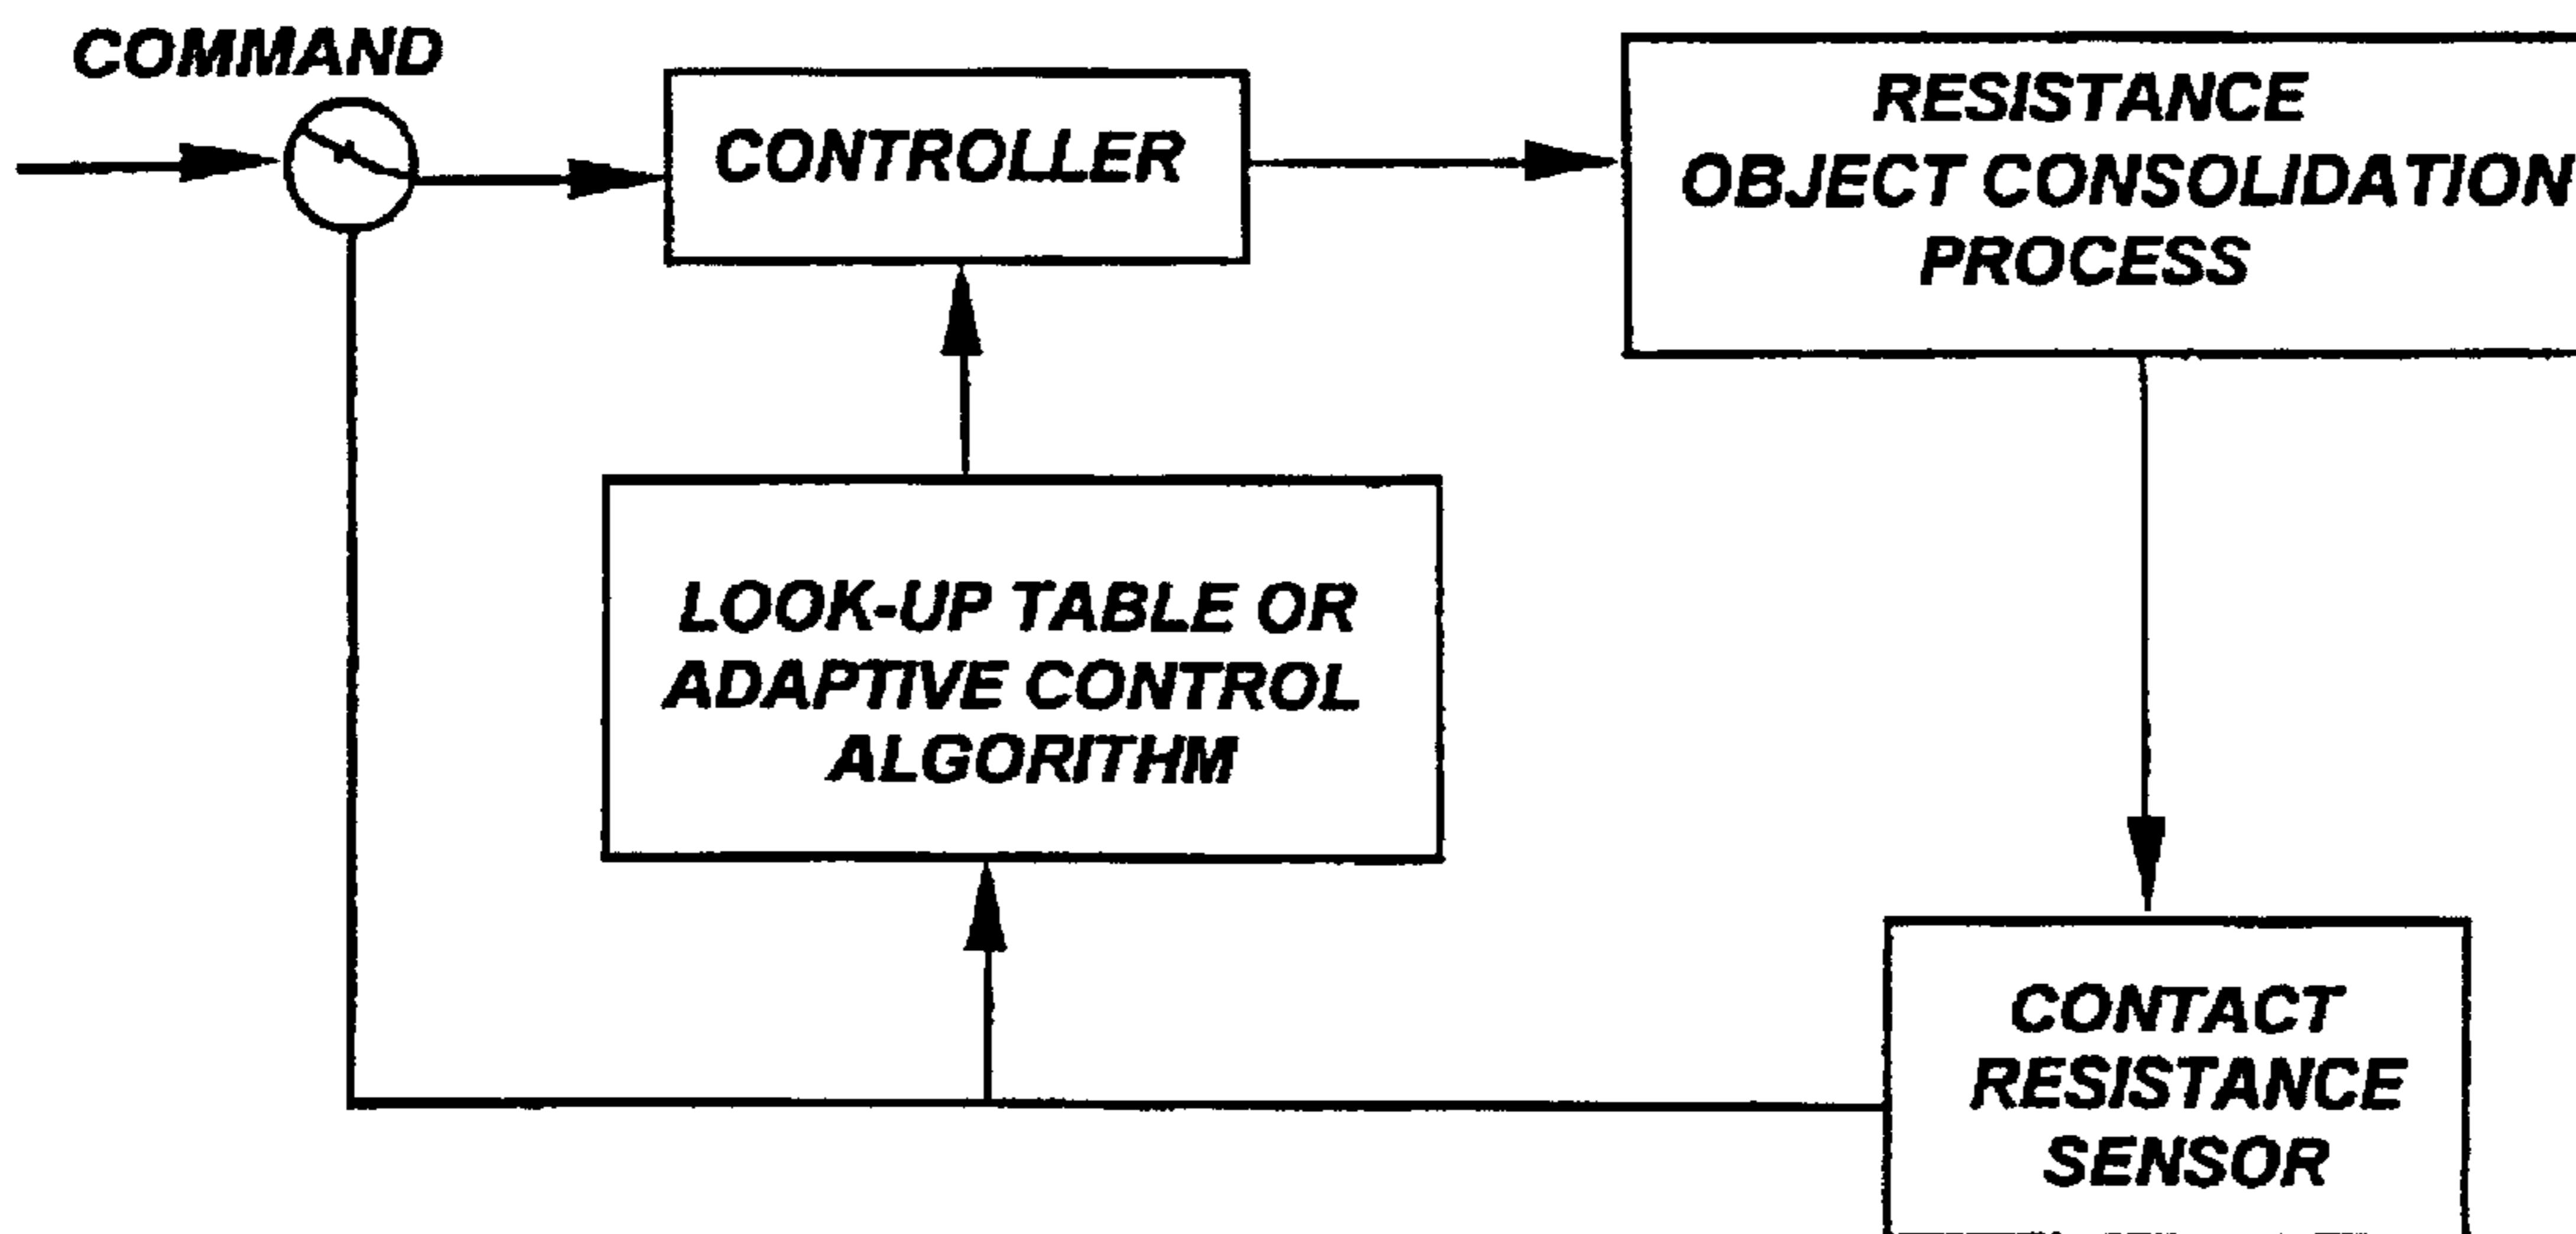 COMMAND
CONTROLLER
RESISTANCE
OBJECT CONSOLIDATION
PROCESS
LOOK-UP TABLE OR
ADAPTIVE CONTROL
ALGORITHM
CONTACT
RESISTANCE
SENSOR